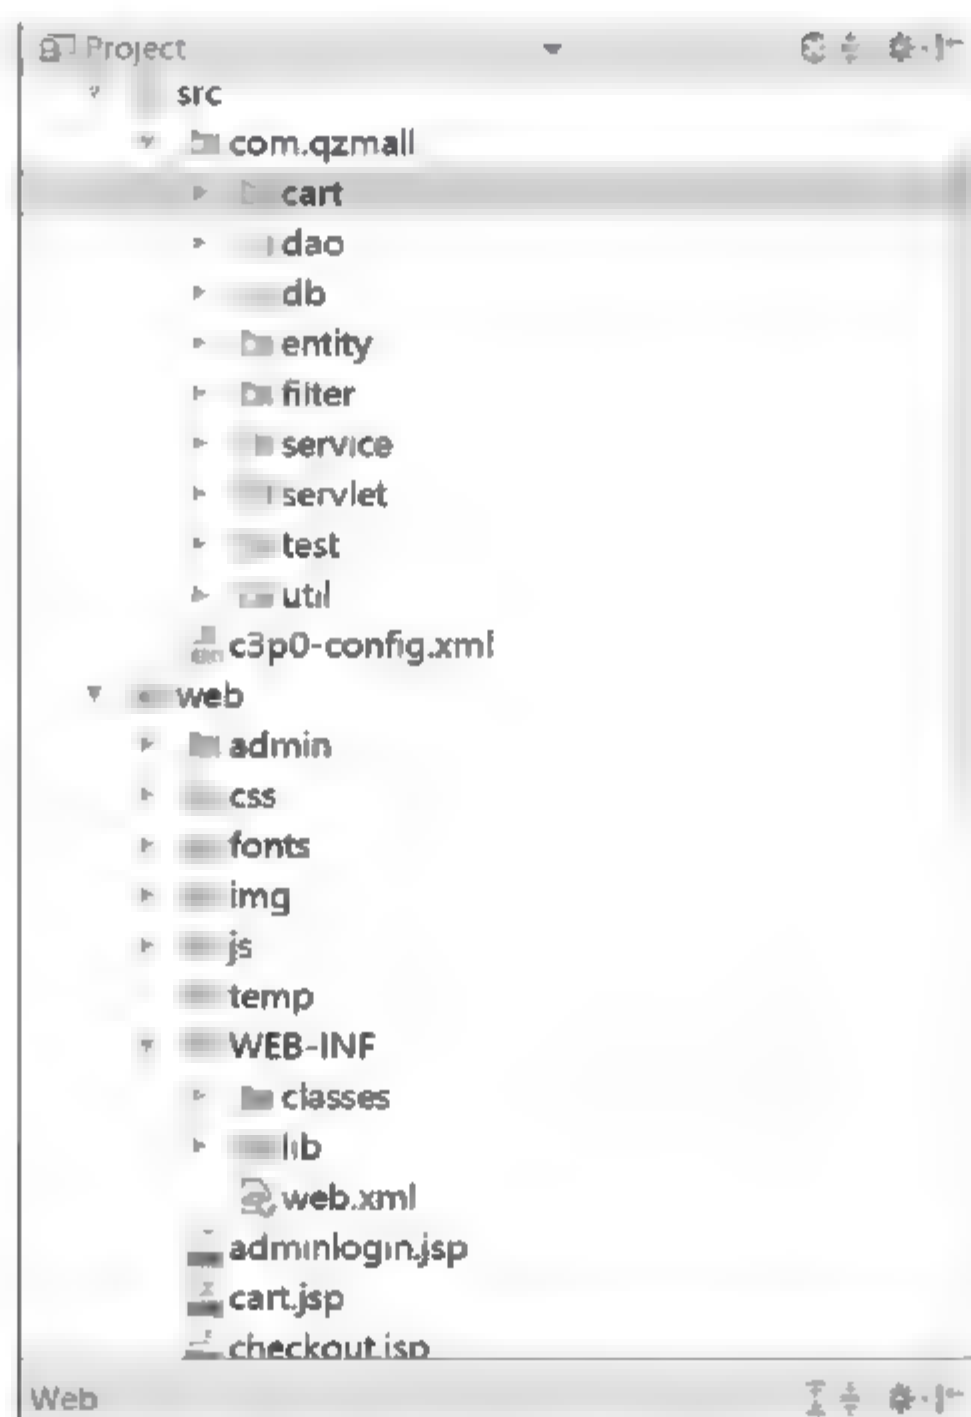 Project
src
com.qzmall
cart
dao
db
entity
filter
service
servlet
test
util
c3p0-config.xml
web
admin
css
fonts
img
js
temp
WEB-INF
classes
lib
web.xml
adminlogin.jsp
cart.jsp
checkout.jsp
Web